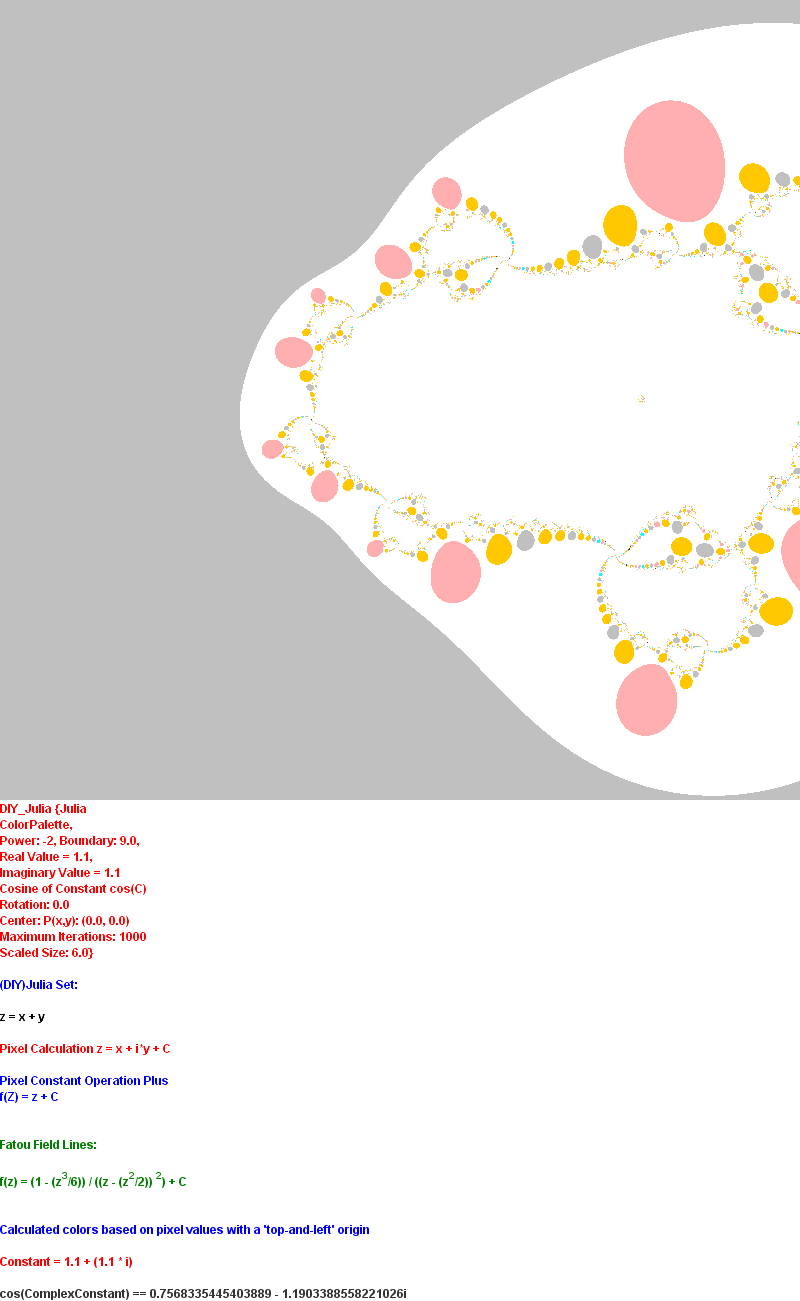 DIY_Julia {Julia
ColorPalette,
Power: -2, Boundary: 9.0,
Real Value = 1.1,
Imaginary Value = 1.1
Cosine of Constant cos(C)
Rotation: 0.0
Center: P(x,y): (0.0, 0.0)
Maximum Iterations: 1000
Scaled Size: 6.0}
(DIY)Julia Set:
z = x + y
Pixel Calculation z = x + i*y + C
Pixel Constant Operation Plus
f(Z) = z + C
Fatou Field Lines:
f(z) = (1 - (z^3/6)) / ((z - (z^2/2))^2) + C
Calculated colors based on pixel values with a 'top-and-left' origin
Constant = 1.1 + (1.1 * i)
cos(ComplexConstant) == 0.7568335445403889 - 1.1903388558221026i